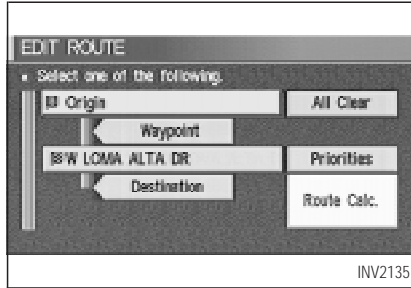 EDIT ROUTE
Select one of the following.
Origin
All Clear
Waypoint
W LOMA ALTA DR
Priorities
Destination
Route Calc.
INV2135